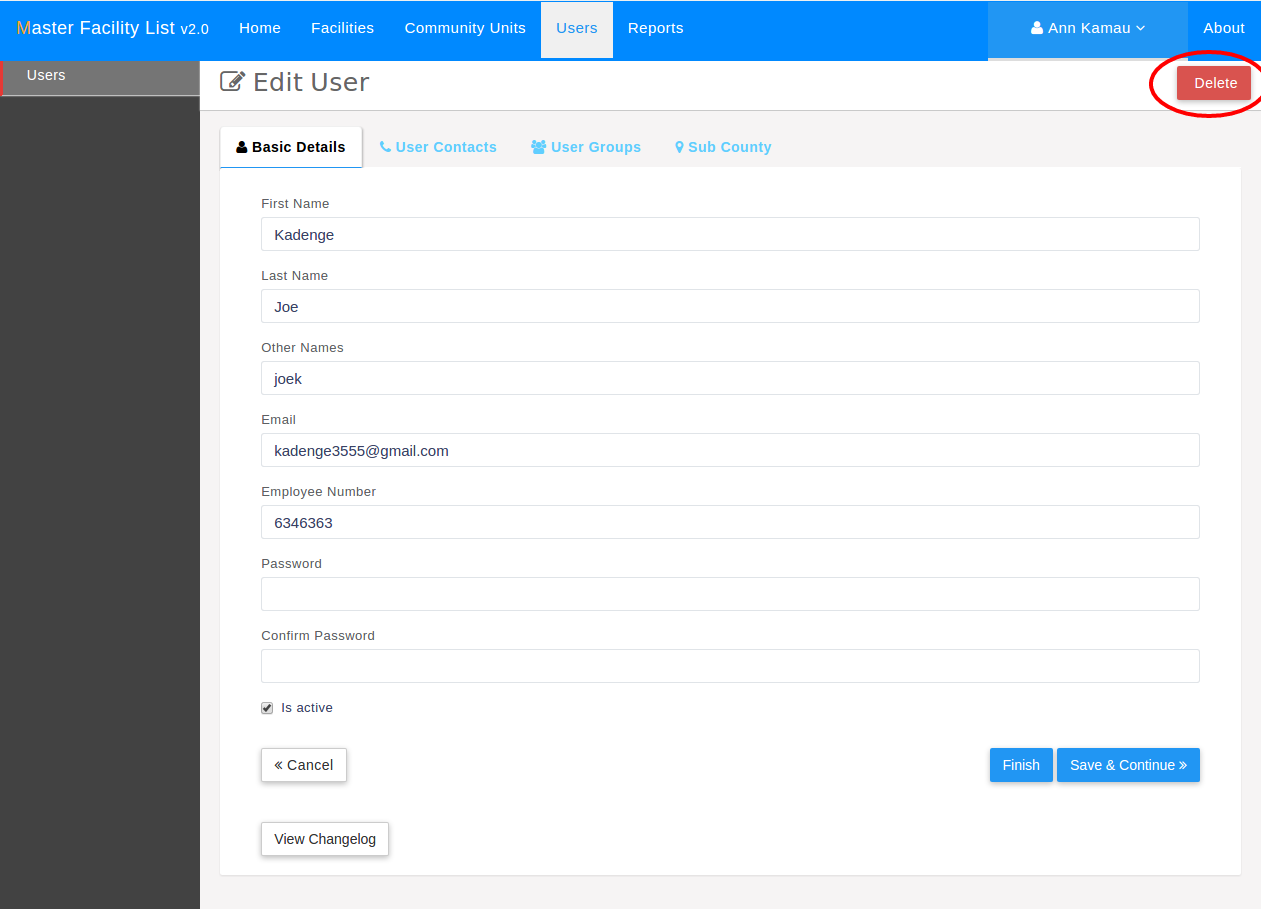 Master Facility List v2.0 Home Facilities Community Units Users Reports Ann Kamau About
Users
Edit User Delete
Basic Details User Contacts User Groups Sub County
First Name
Kadenge
Last Name
Joe
Other Names
joek
Email
kadenge3555@gmail.com
Employee Number
6346363
Password
Confirm Password
Is active
« Cancel Finish Save & Continue »
View Changelog